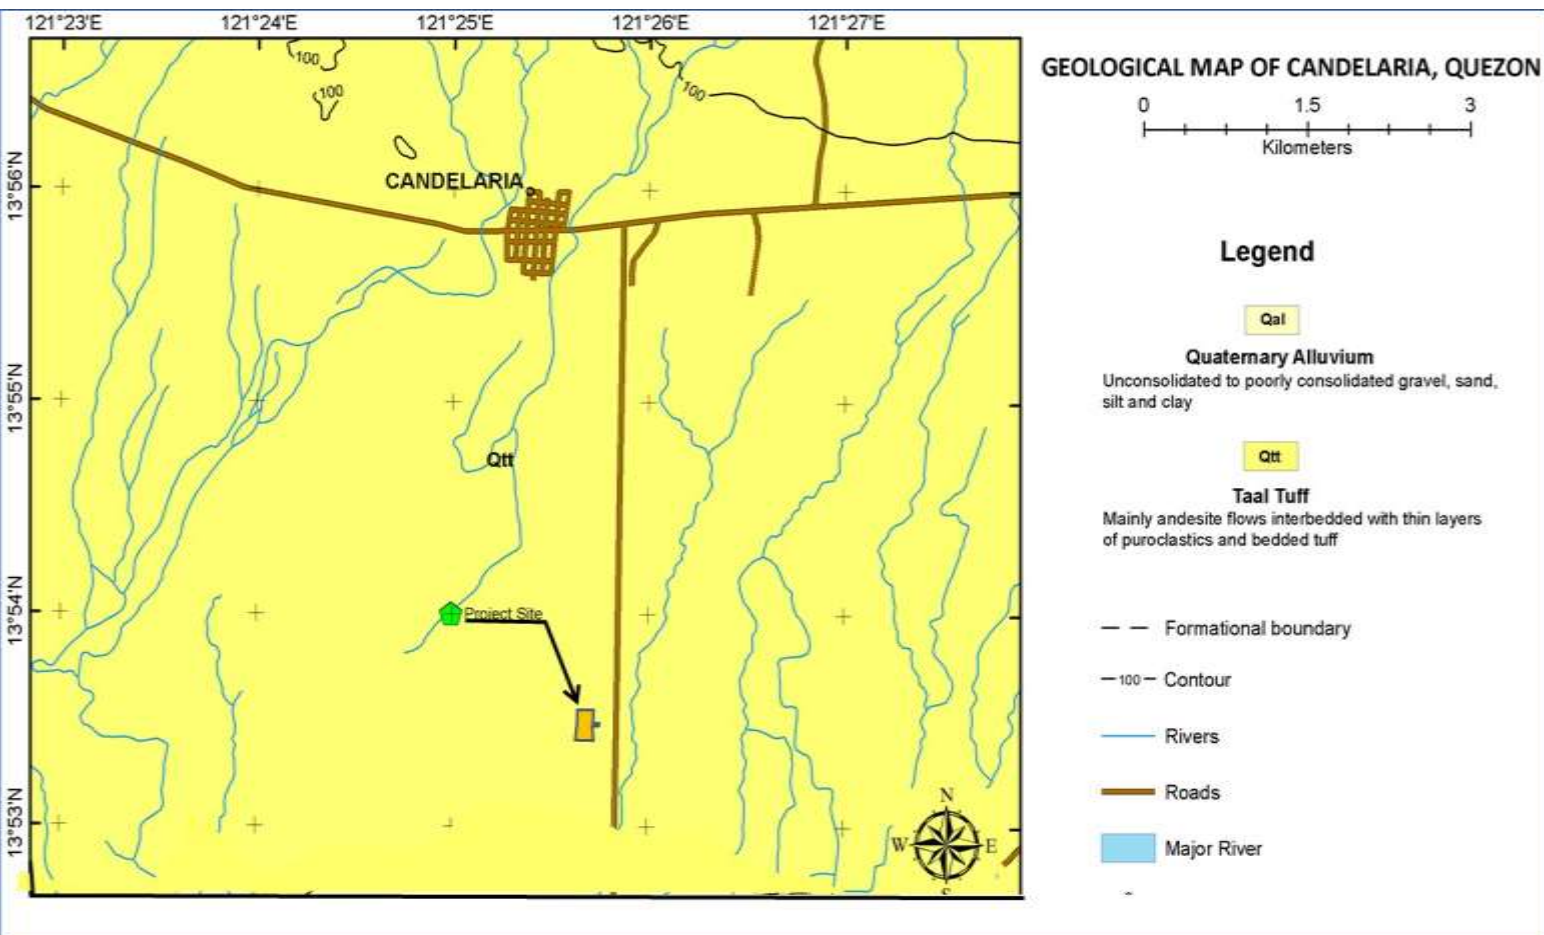 121°23'E 121°24'E 121°25'E 121°26'E 121°27'E
GEOLOGICAL MAP OF CANDELARIA, QUEZON
0 1.5 3
Kilometers
100
100
100
13°56'N
CANDELARIA
Legend
Qal
Quaternary Alluvium
Unconsolidated to poorly consolidated gravel, sand,
silt and clay
13°55'N
Qtt
Qtt
Taal Tuff
Mainly andesite flows interbedded with thin layers
of puroclastics and bedded tuff
13°54'N
Project Site
Formational boundary
100 Contour
Rivers
Roads
Major River
13°53'N
N
W E
S